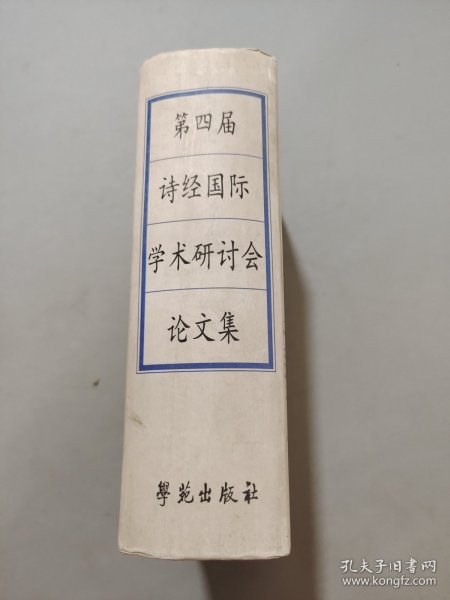 第四届
诗经国际
学术研讨会
论文集
學苑出版社
孔夫子旧书网
www.kongfz.com